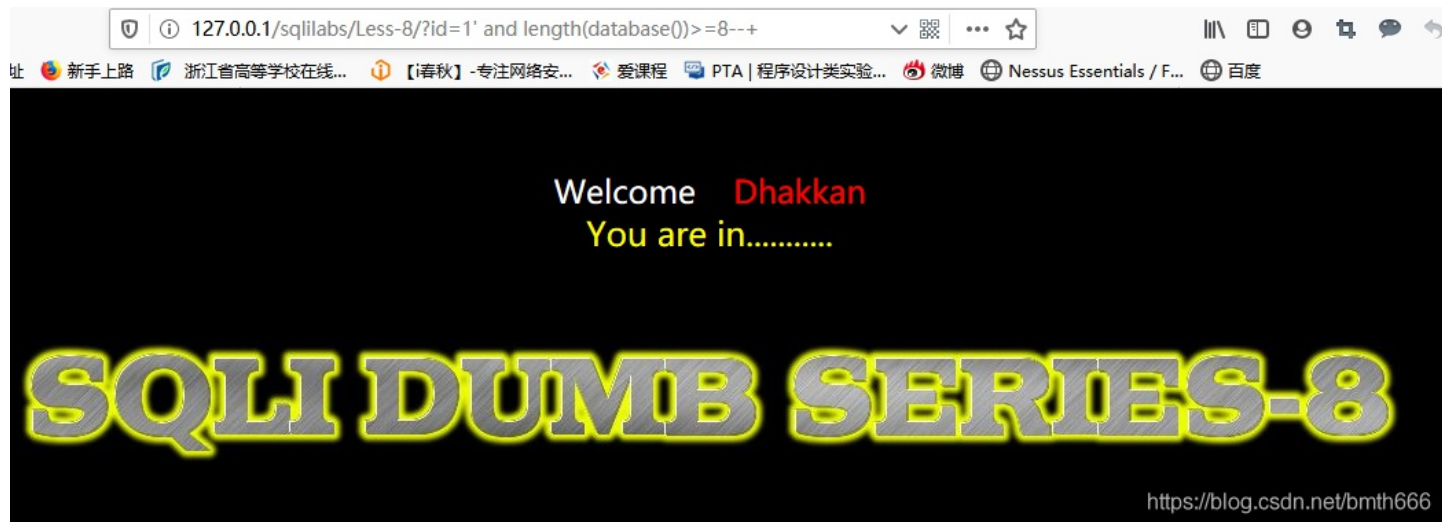 127.0.0.1/sqlilabs/Less-8/?id=1' and length(database())>=8--+
址 新手上路 浙江省高等学校在线... 【i春秋】-专注网络安... 爱课程 PTA | 程序设计类实验... 微博 Nessus Essentials / F... 百度
Welcome Dhakkan
You are in...........
SQLI DUMB SERIES-8
https://blog.csdn.net/bmth666